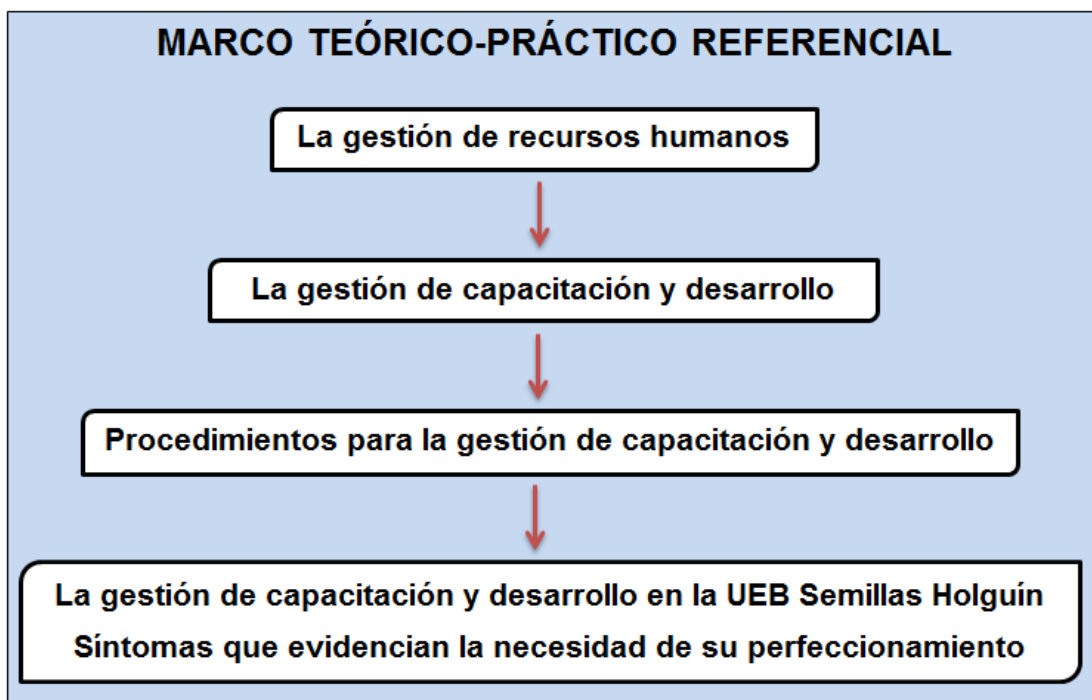 MARCO TEÓRICO-PRÁCTICO REFERENCIAL
La gestión de recursos humanos
La gestión de capacitación y desarrollo
Procedimientos para la gestión de capacitación y desarrollo
La gestión de capacitación y desarrollo en la UEB Semillas Holguín
Síntomas que evidencian la necesidad de su perfeccionamiento